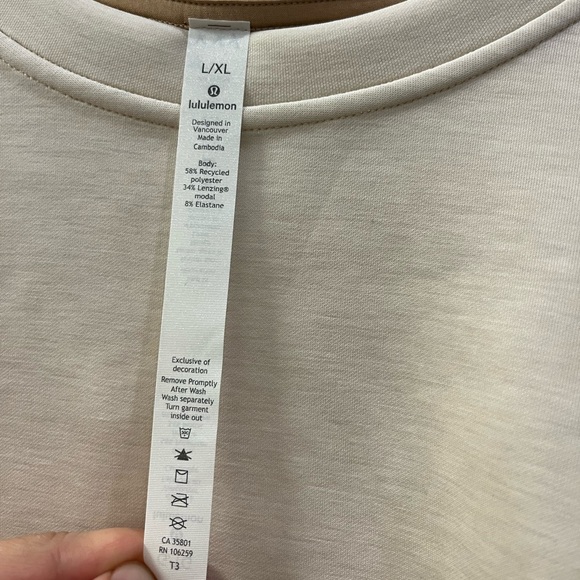 L/XL
lululemon
Designed in
Vancouver
Made in
Cambodia
Body:
58% Recycled
polyester
34% Lenzing®
modal
8% Elastane
Exclusive of
decoration
Remove Promptly
After Wash
Wash separately
Turn garment
inside out
CA 35801
RN 106259
T3